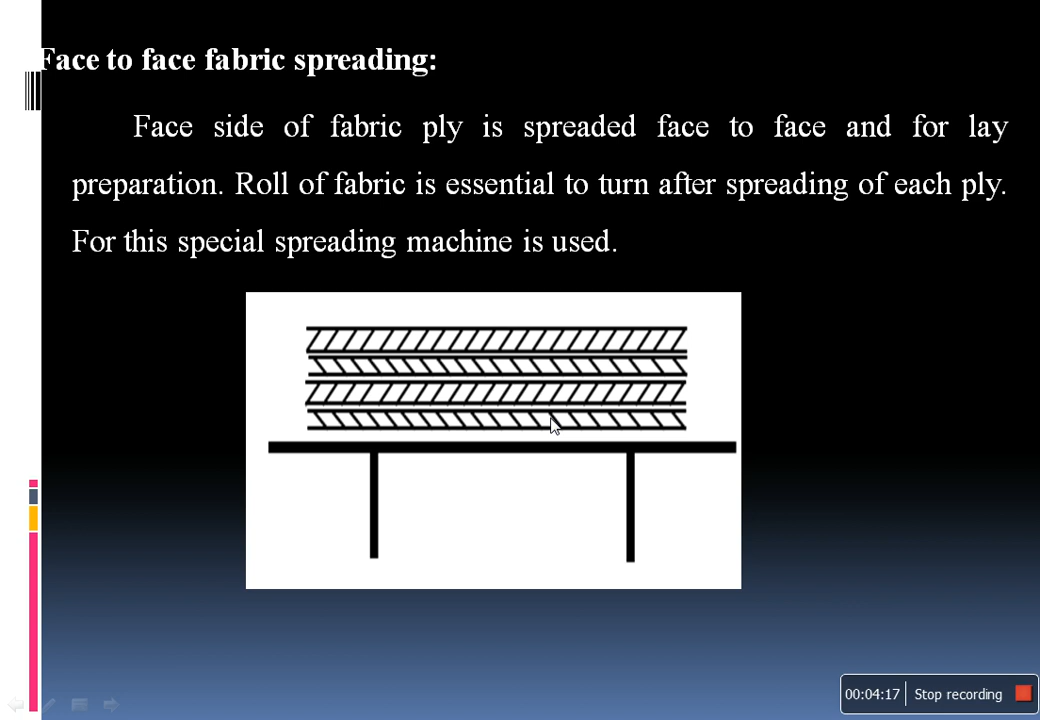 Face to face fabric spreading:
Face side of fabric ply is spreaded face to face and for lay
preparation. Roll of fabric is essential to turn after spreading of each ply.
For this special spreading machine is used.
00:04:17 Stop recording